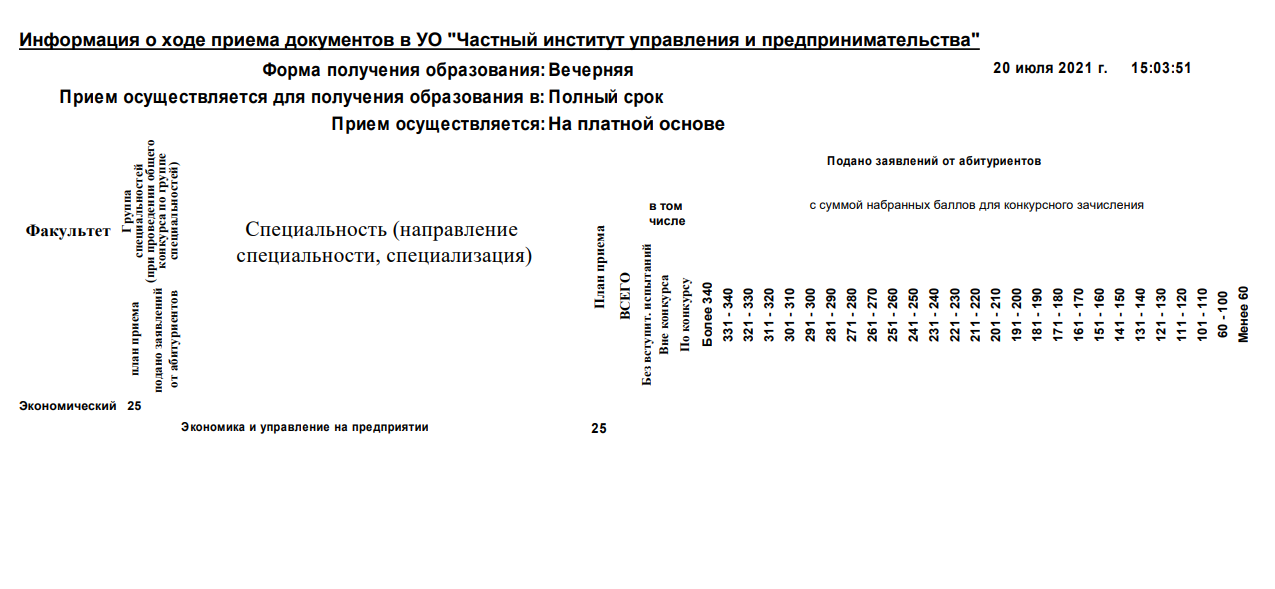 Информация о ходе приема документов в УО "Частный институт управления и предпринимательства"
Форма получения образования: Вечерняя
20 июля 2021 г. 15:03:51
Прием осуществляется для получения образования в: Полный срок
Прием осуществляется: На платной основе
Факультет
Группа
специальностей
(при проведении общего
конкурса по группе
специальностей)
план приема
подано заявлений
от абитуриентов
Специальность (направление
специальности, специализация)
План приема
Подано заявлений от абитуриентов
ВСЕГО
в том
числе
Без вступит. испытаний
Вне конкурса
По конкурсу
с суммой набранных баллов для конкурсного зачисления
Более 340
331 - 340
321 - 330
311 - 320
301 - 310
291 - 300
281 - 290
271 - 280
261 - 270
251 - 260
241 - 250
231 - 240
221 - 230
211 - 220
201 - 210
191 - 200
181 - 190
171 - 180
161 - 170
151 - 160
141 - 150
131 - 140
121 - 130
111 - 120
101 - 110
60 - 100
Менее 60
Экономический 25
Экономика и управление на предприятии 25